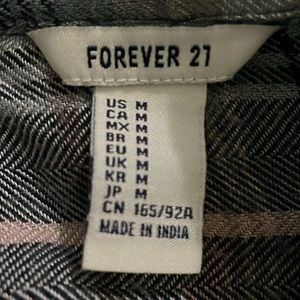 FOREVER 21
US M
CA M
MX M
BR M
EU M
UK M
KR M
JP M
CN 165/92A
MADE IN INDIA